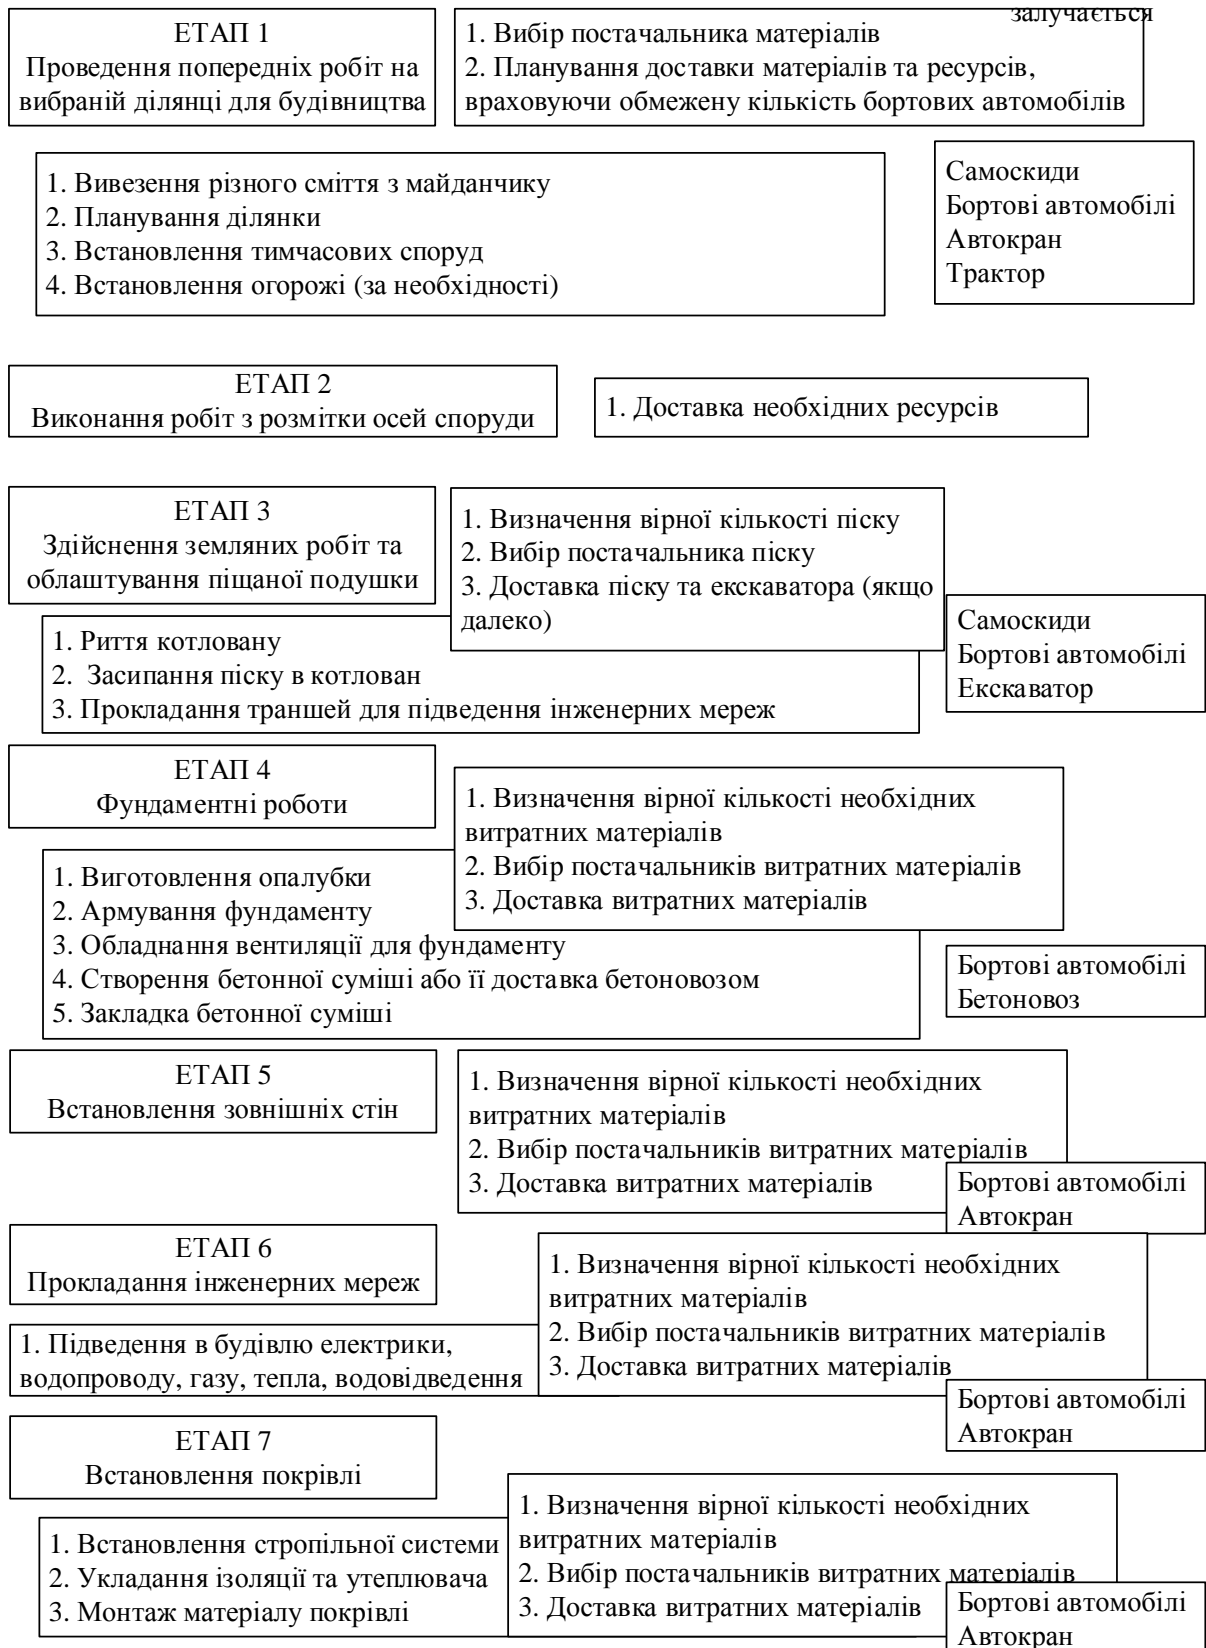 залучається
ЕТАП 1
Проведення попередніх робіт на
вибраній ділянці для будівництва
1. Вибір постачальника матеріалів
2. Планування доставки матеріалів та ресурсів,
враховуючи обмежену кількість бортових автомобілів
1. Вивезення різного сміття з майданчику
2. Планування ділянки
3. Встановлення тимчасових споруд
4. Встановлення огорожі (за необхідності)
Самоскиди
Бортові автомобілі
Автокран
Трактор
ЕТАП 2
Виконання робіт з розмітки осей споруди
1. Доставка необхідних ресурсів
ЕТАП 3
Здійснення земляних робіт та
облаштування піщаної подушки
1. Визначення вірної кількості піску
2. Вибір постачальника піску
3. Доставка піску та екскаватора (якщо
далеко)
1. Риття котловану
2. Засипання піску в котлован
3. Прокладання траншей для підведення інженерних мереж
Самоскиди
Бортові автомобілі
Екскаватор
ЕТАП 4
Фундаментні роботи
1. Визначення вірної кількості необхідних
витратних матеріалів
2. Вибір постачальників витратних матеріалів
3. Доставка витратних матеріалів
1. Виготовлення опалубки
2. Армування фундаменту
3. Обладнання вентиляції для фундаменту
4. Створення бетонної суміші або її доставка бетоновозом
5. Закладка бетонної суміші
Бортові автомобілі
Бетоновоз
ЕТАП 5
Встановлення зовнішніх стін
1. Визначення вірної кількості необхідних
витратних матеріалів
2. Вибір постачальників витратних матеріалів
3. Доставка витратних матеріалів
Бортові автомобілі
Автокран
ЕТАП 6
Прокладання інженерних мереж
1. Визначення вірної кількості необхідних
витратних матеріалів
2. Вибір постачальників витратних матеріалів
3. Доставка витратних матеріалів
1. Підведення в будівлю електрики,
водопроводу, газу, тепла, водовідведення
Бортові автомобілі
Автокран
ЕТАП 7
Встановлення покрівлі
1. Визначення вірної кількості необхідних
витратних матеріалів
2. Вибір постачальників витратних матеріалів
3. Доставка витратних матеріалів
1. Встановлення стропільної системи
2. Укладання ізоляції та утеплювача
3. Монтаж матеріалу покрівлі
Бортові автомобілі
Автокран